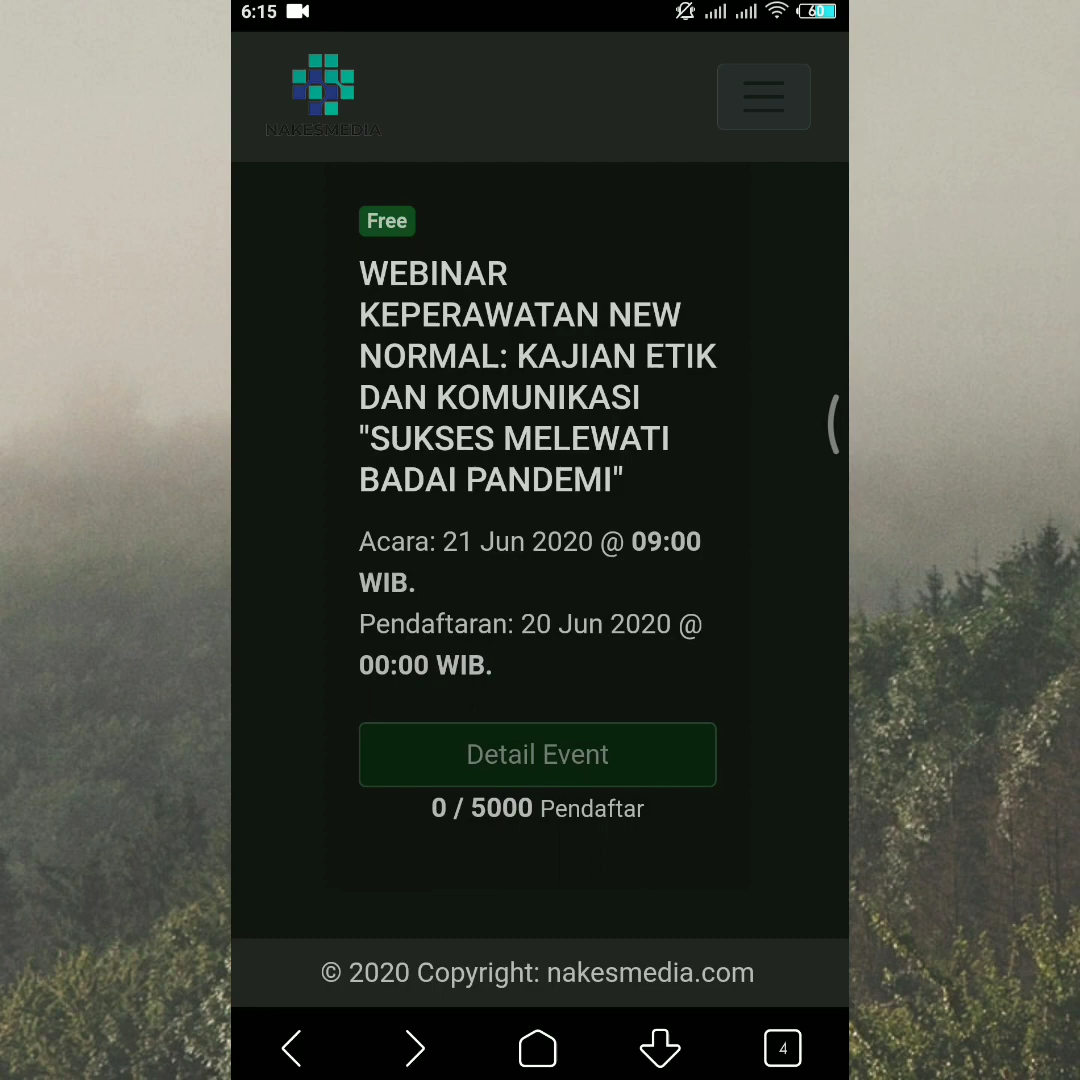 6:15
60
NAKESMEDIA
Free
WEBINAR
KEPERAWATAN NEW
NORMAL: KAJIAN ETIK
DAN KOMUNIKASI
"SUKSES MELEWATI
BADAI PANDEMI"
Acara: 21 Jun 2020 @ 09:00
WIB.
Pendaftaran: 20 Jun 2020 @
00:00 WIB.
Detail Event
0 / 5000 Pendaftar
© 2020 Copyright: nakesmedia.com
4